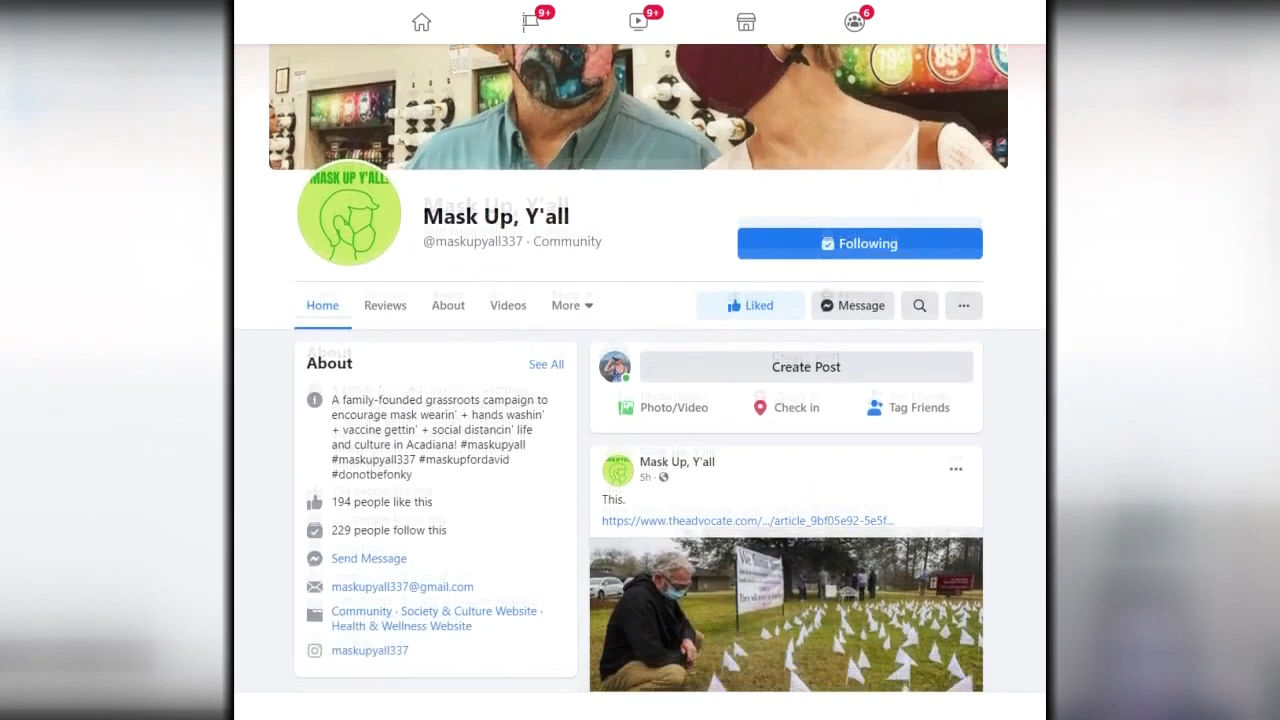 9+
9+
6
79¢
89¢
MASK UP Y'ALL!
Mask Up, Y'all
@maskupyall337 · Community
Following
Home
Reviews
About
Videos
More
Liked
Message
About
See All
A family-founded grassroots campaign to
encourage mask wearin' + hands washin'
+ vaccine gettin' + social distancin' life
and culture in Acadiana! #maskupyall
#maskupyall337 #maskupfordavid
#donotbefonky
194 people like this
229 people follow this
Send Message
maskupyall337@gmail.com
Community · Society & Culture Website ·
Health & Wellness Website
maskupyall337
Create Post
Photo/Video
Check in
Tag Friends
Mask Up, Y'all
5h ·
This.
https://www.theadvocate.com/.../article_9bf05e92-5e5f...